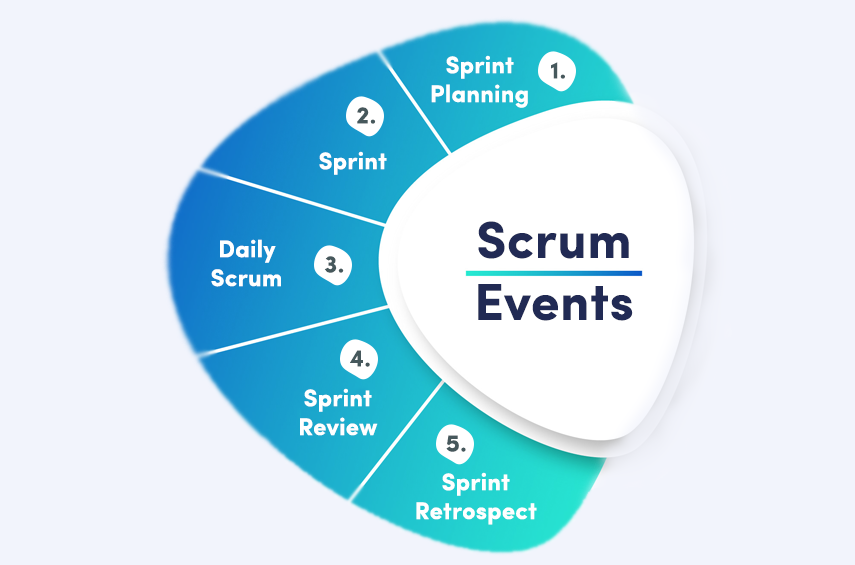 Sprint
Planning
1.
2.
Sprint
Daily
Scrum
3.
4.
Sprint
Review
5.
Sprint
Retrospect
Scrum
Events